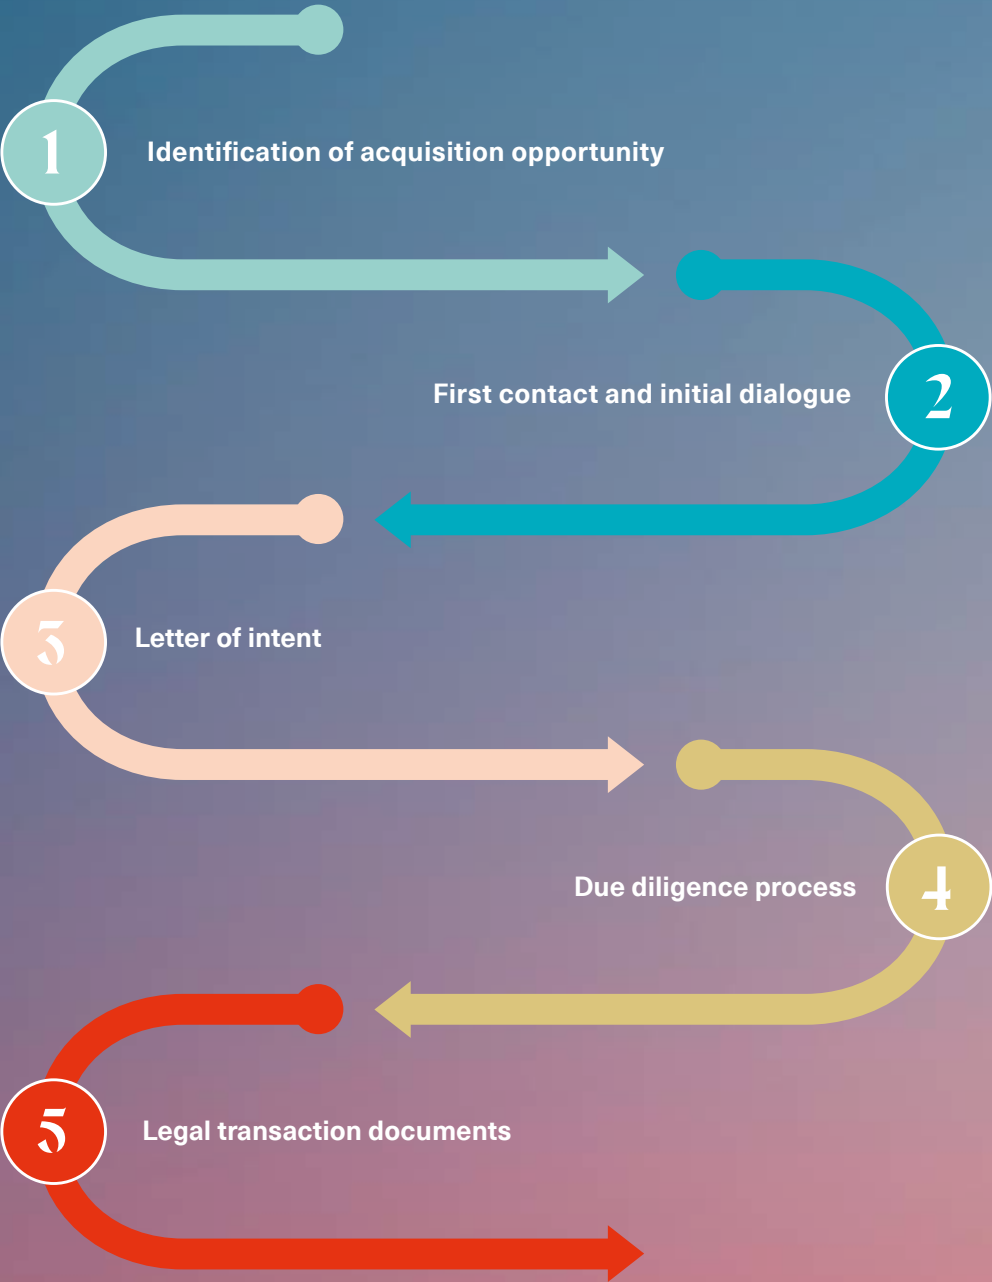 1
Identification of acquisition opportunity
2
First contact and initial dialogue
3
Letter of intent
4
Due diligence process
5
Legal transaction documents